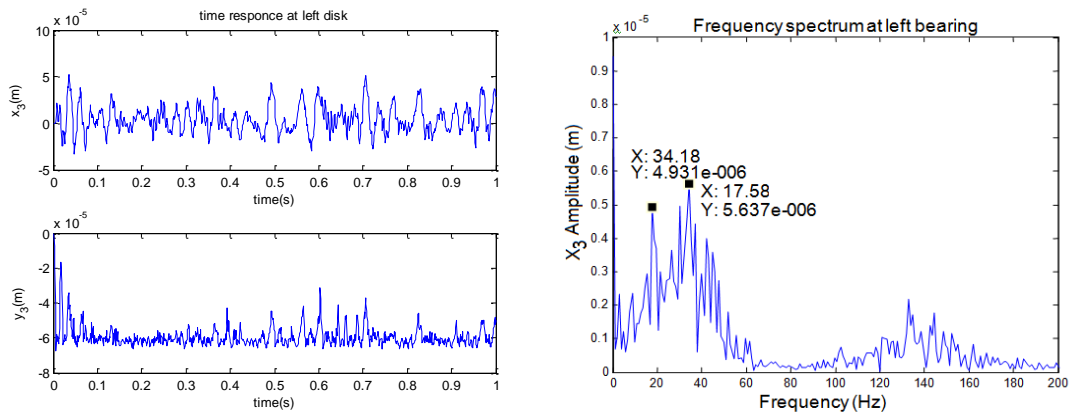 time responce at left disk
x 10^-5
10
5
0
-5
x3(m)
0 0.1 0.2 0.3 0.4 0.5 0.6 0.7 0.8 0.9 1
time(s)
x 10^-5
0
-2
-4
-6
-8
y3(m)
0 0.1 0.2 0.3 0.4 0.5 0.6 0.7 0.8 0.9 1
time(s)
Frequency spectrum at left bearing
x 10^-5
1
0.9
0.8
0.7
0.6
0.5
0.4
0.3
0.2
0.1
0
X3 Amplitude (m)
X: 34.18
Y: 4.931e-006
X: 17.58
Y: 5.637e-006
0 20 40 60 80 100 120 140 160 180 200
Frequency (Hz)